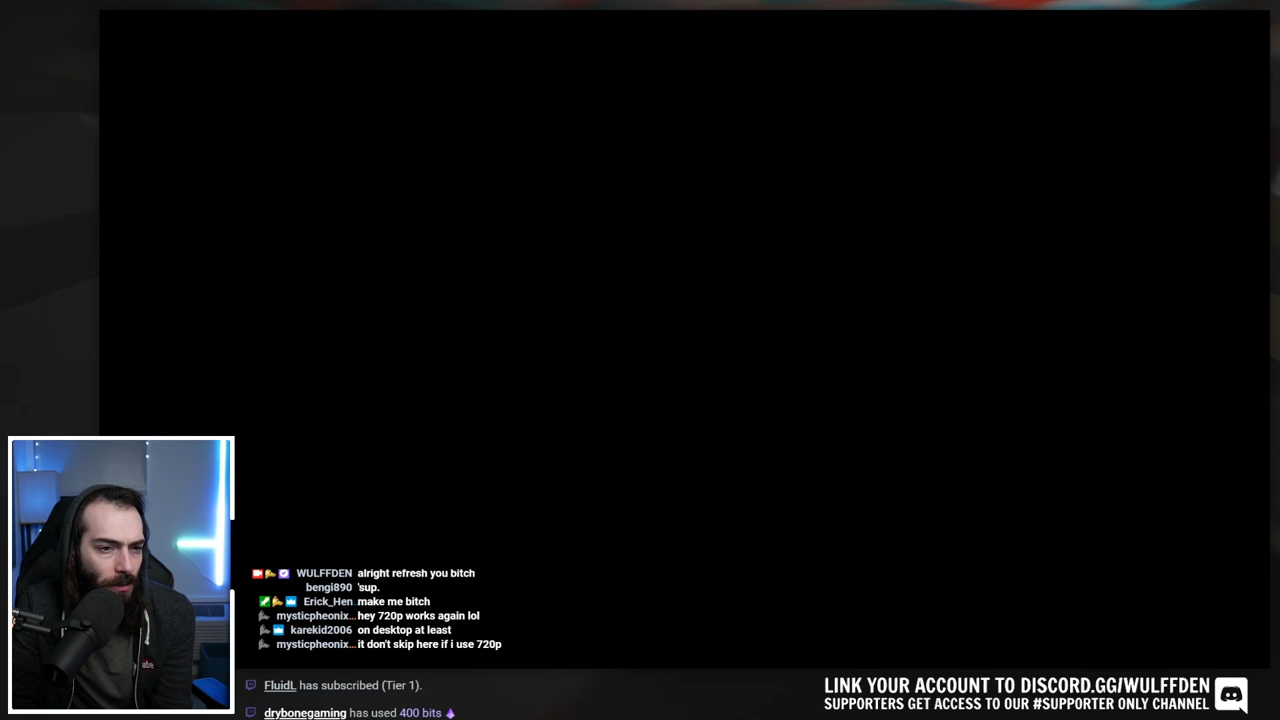 WULFFDEN alright refresh you bitch
bengi890 'sup.
Erick_Hen make me bitch
mysticpheonix... hey 720p works again lol
karekid2006 on desktop at least
mysticpheonix... it don't skip here if i use 720p
FluidL has subscribed (Tier 1).
drybonegaming has used 400 bits
LINK YOUR ACCOUNT TO DISCORD.GG/WULFFDEN
SUPPORTERS GET ACCESS TO OUR #SUPPORTER ONLY CHANNEL